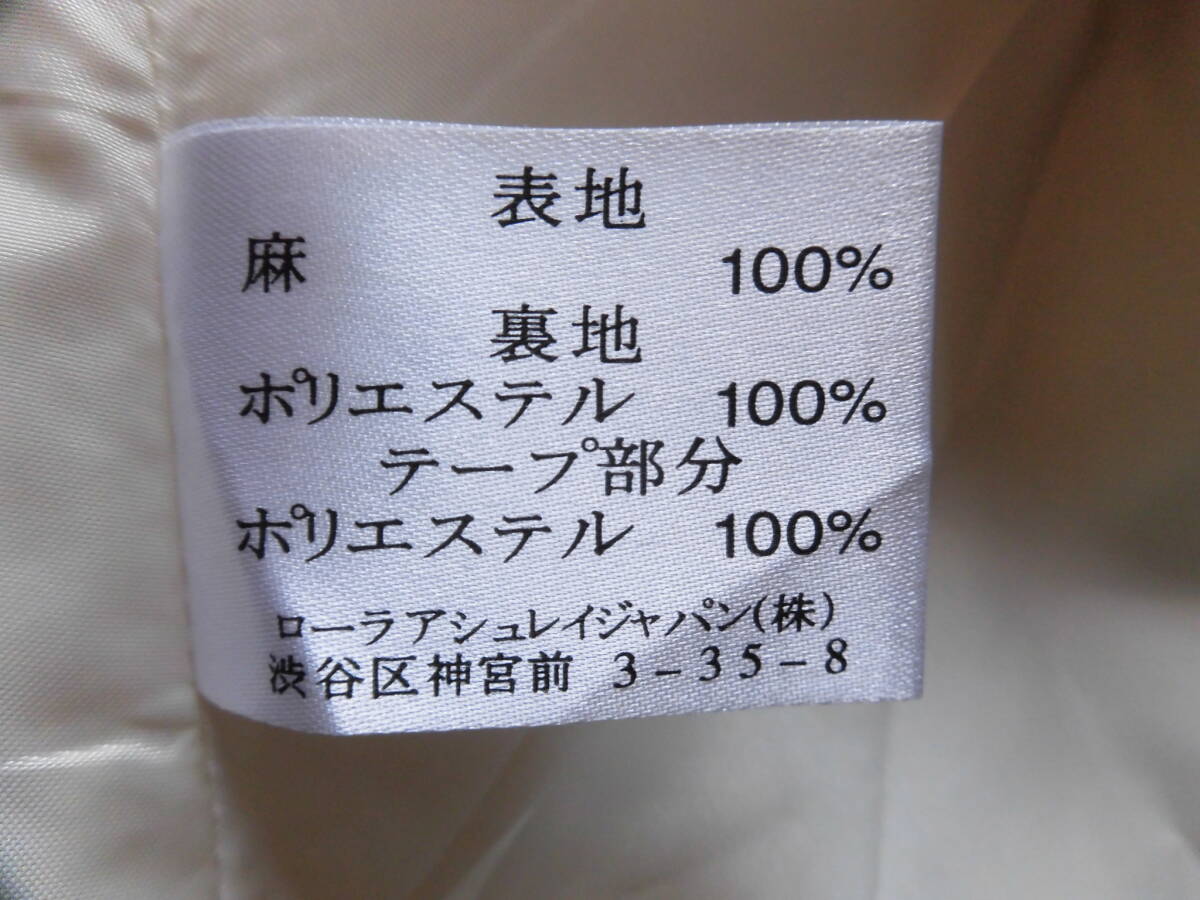 表地
麻 100%
裏地
ポリエステル 100%
テープ部分
ポリエステル 100%
ローラアシュレイジャパン(株)
渋谷区神宮前 3-35-8